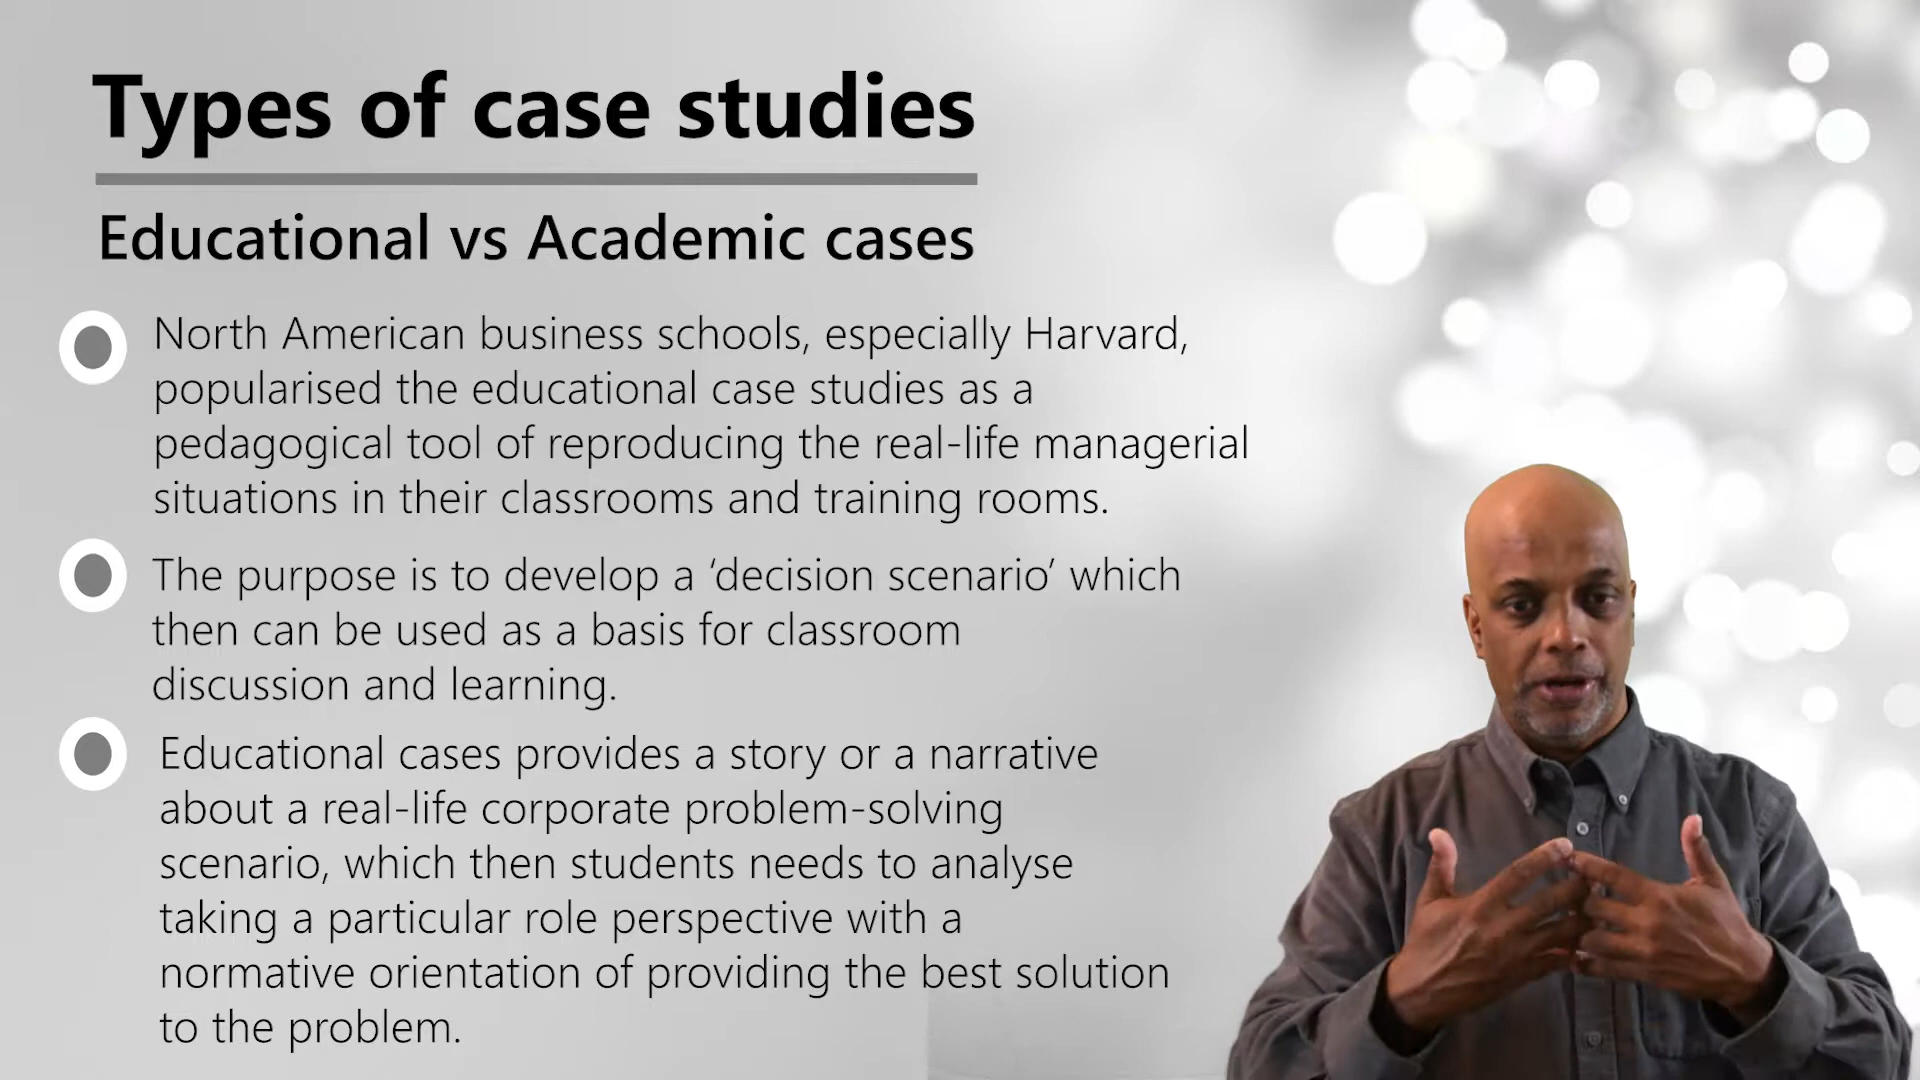 Types of case studies
Educational vs Academic cases
North American business schools, especially Harvard,
popularised the educational case studies as a
pedagogical tool of reproducing the real-life managerial
situations in their classrooms and training rooms.
The purpose is to develop a ‘decision scenario’ which
then can be used as a basis for classroom
discussion and learning.
Educational cases provides a story or a narrative
about a real-life corporate problem-solving
scenario, which then students needs to analyse
taking a particular role perspective with a
normative orientation of providing the best solution
to the problem.